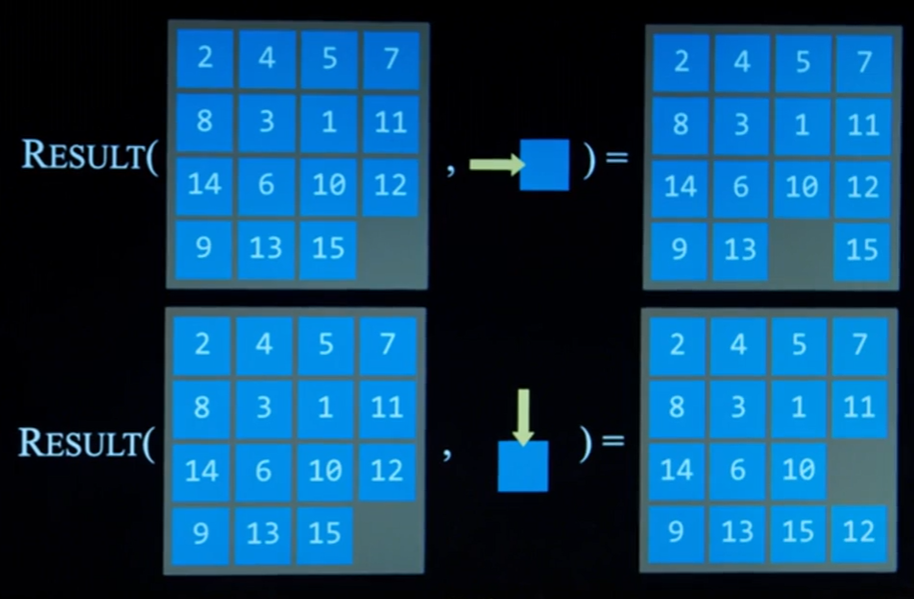 2 4 5 7 2 4 5 7
8 3 1 11 8 3 1 11
RESULT( , ) =
14 6 10 12 14 6 10 12
9 13 15 9 13 15
2 4 5 7 2 4 5 7
8 3 1 11 8 3 1 11
RESULT( , ) =
14 6 10 12 14 6 10
9 13 15 9 13 15 12